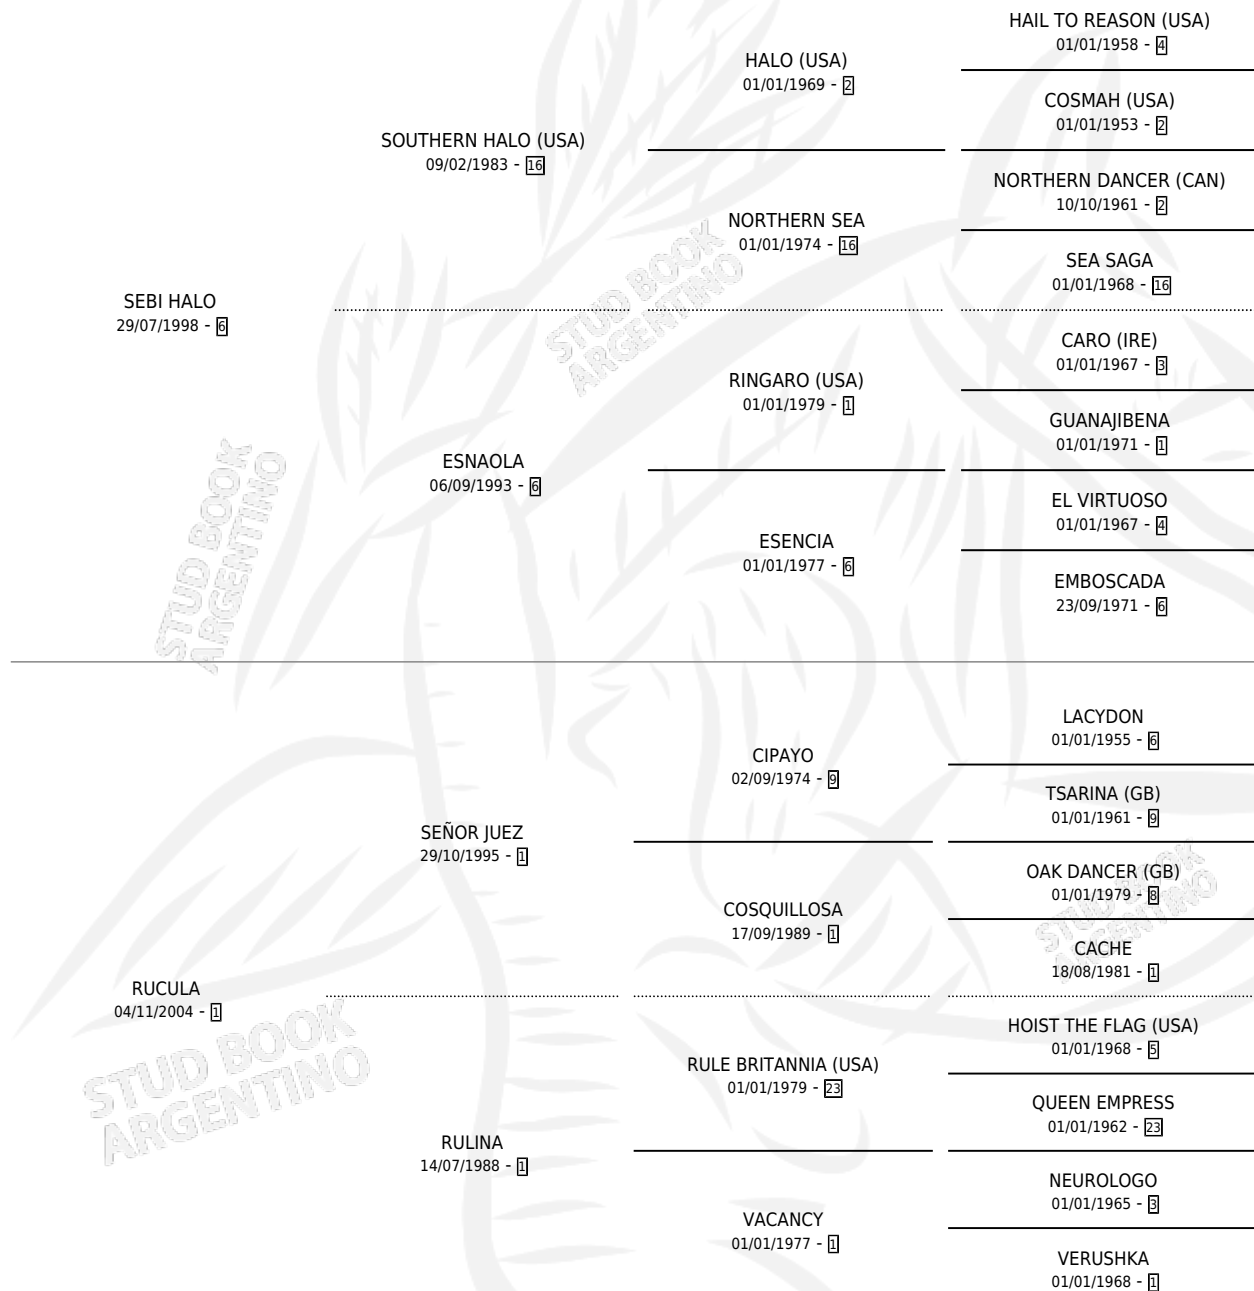 HAIL TO REASON (USA)
01/01/1958 - 4
HALO (USA)
01/01/1969 - 2
COSMAH (USA)
01/01/1953 - 2
SOUTHERN HALO (USA)
09/02/1983 - 16
NORTHERN DANCER (CAN)
10/10/1961 - 2
NORTHERN SEA
01/01/1974 - 16
SEA SAGA
01/01/1968 - 16
SEBI HALO
29/07/1998 - 6
CARO (IRE)
01/01/1967 - 3
RINGARO (USA)
01/01/1979 - 1
GUANAJIBENA
01/01/1971 - 1
ESNAOLA
06/09/1993 - 6
EL VIRTUOSO
01/01/1967 - 4
ESENCIA
01/01/1977 - 6
EMBOSCADA
23/09/1971 - 6
STUD BOOK
ARGENTINO
STUD BOOK
ARGENTINO
LACYDON
01/01/1955 - 6
CIPAYO
02/09/1974 - 9
TSARINA (GB)
01/01/1961 - 9
SEÑOR JUEZ
29/10/1995 - 1
OAK DANCER (GB)
01/01/1979 - 8
COSQUILLOSA
17/09/1989 - 1
CACHE
18/08/1981 - 1
STUD BOOK
ARGENTINO
RUCULA
04/11/2004 - 1
HOIST THE FLAG (USA)
01/01/1968 - 5
RULE BRITANNIA (USA)
01/01/1979 - 23
QUEEN EMPRESS
01/01/1962 - 23
STUD BOOK
ARGENTINO
RULINA
14/07/1988 - 1
NEUROLOGO
01/01/1965 - 3
VACANCY
01/01/1977 - 1
VERUSHKA
01/01/1968 - 1